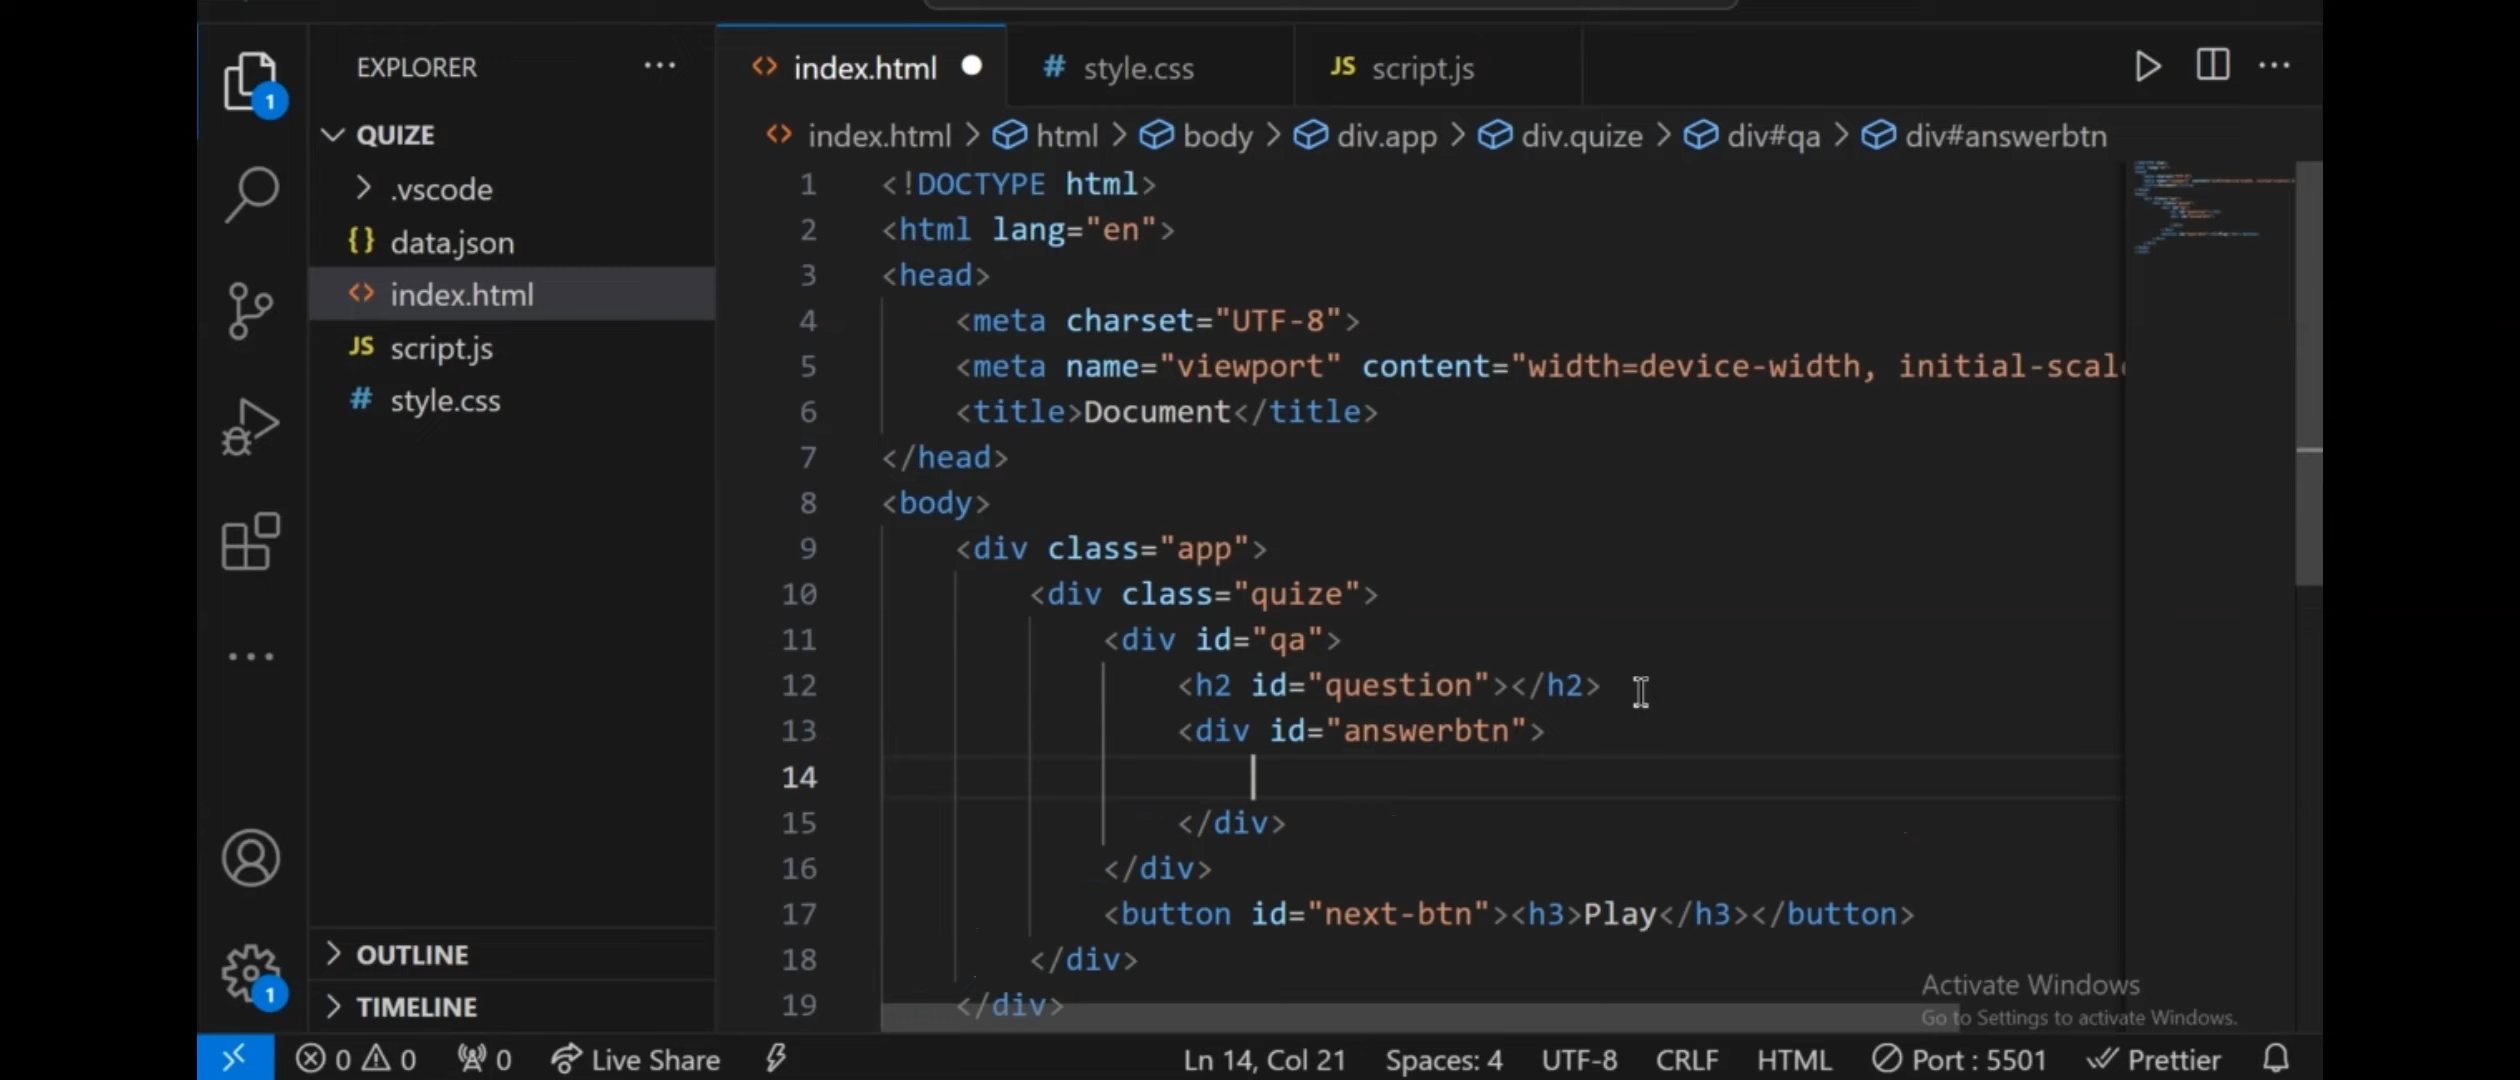 EXPLORER
QUIZE
.vscode
{} data.json
<> index.html
JS script.js
# style.css
OUTLINE
TIMELINE
1
1
<> index.html
# style.css
JS script.js
<> index.html > html > body > div.app > div.quize > div#qa > div#answerbtn
1 <!DOCTYPE html>
2 <html lang="en">
3 <head>
4 <meta charset="UTF-8">
5 <meta name="viewport" content="width=device-width, initial-scal
6 <title>Document</title>
7 </head>
8 <body>
9 <div class="app">
10 <div class="quize">
11 <div id="qa">
12 <h2 id="question"></h2>
13 <div id="answerbtn">
14
15 </div>
16 </div>
17 <button id="next-btn"><h3>Play</h3></button>
18 </div>
19 </div>
Activate Windows
Go to Settings to activate Windows.
0 0 0 Live Share Ln 14, Col 21 Spaces: 4 UTF-8 CRLF HTML Port : 5501 Prettier